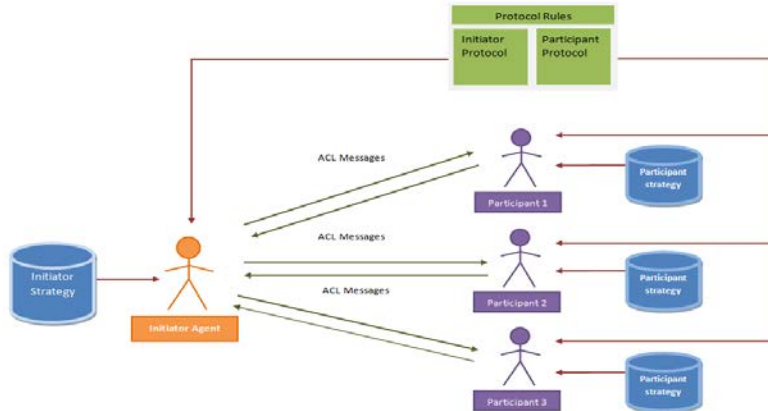 Protocol Rules
Initiator
Protocol
Participant
Protocol
ACL Messages
Participant
strategy
Participant 1
ACL Messages
Initiator
Strategy
Participant
strategy
Participant 2
ACL Messages
Initiator Agent
Participant
strategy
Participant 3